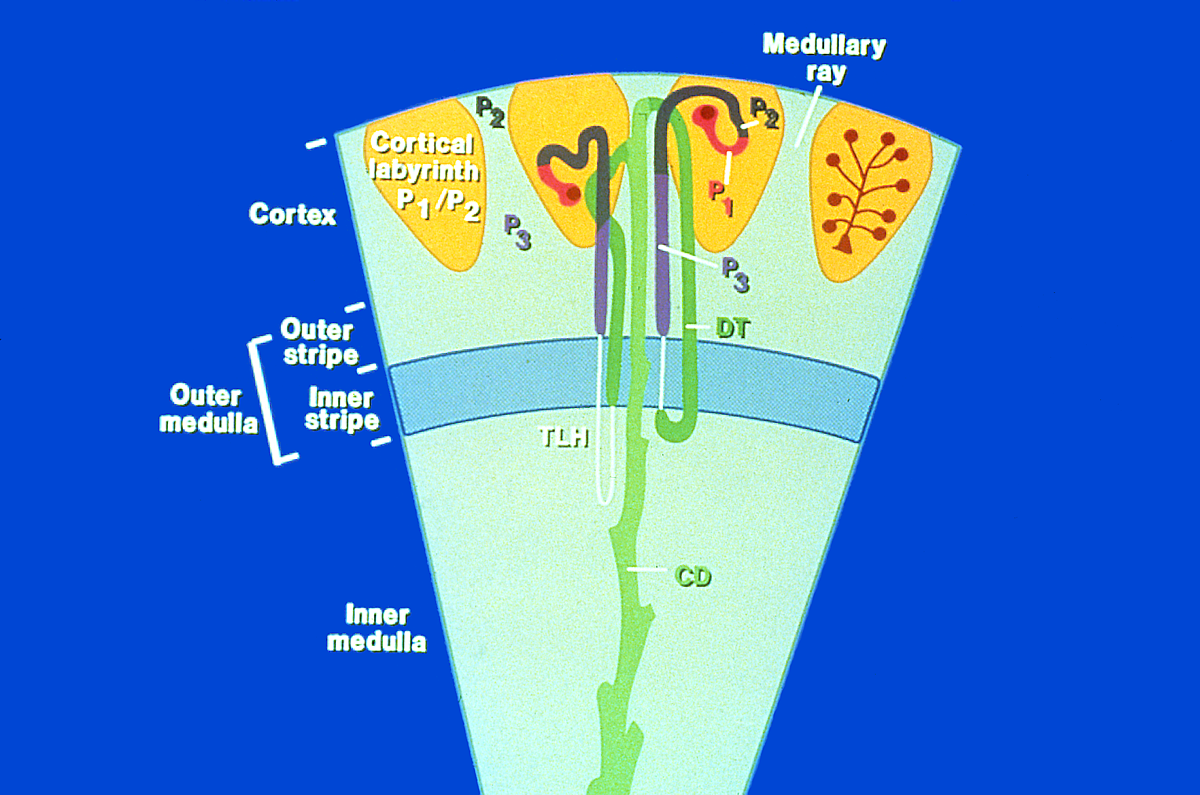 Medullary
ray
P2
P2
Cortical
labyrinth
P1/P2
P1
Cortex
P3
P3
Outer
stripe
DT
Outer
medulla
Inner
stripe
TLH
CD
Inner
medulla